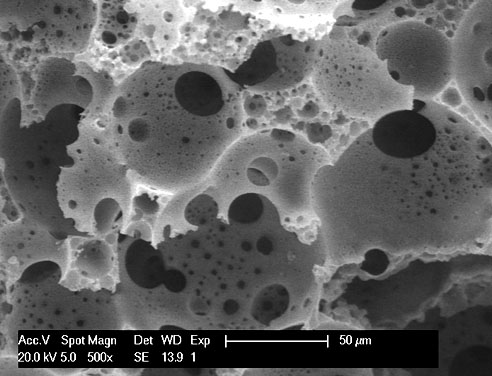 Acc.V Spot Magn Det WD Exp 50 µm
20.0 kV 5.0 500x SE 13.9 1